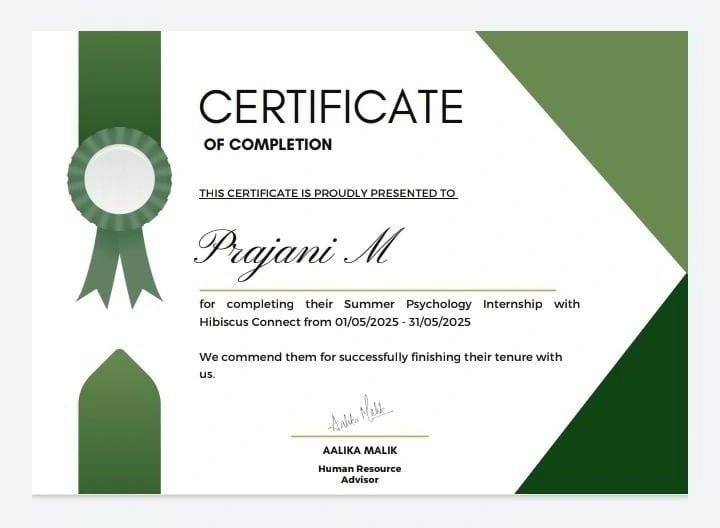 CERTIFICATE
OF COMPLETION
THIS CERTIFICATE IS PROUDLY PRESENTED TO
Prajani M
for completing their Summer Psychology Internship with
Hibiscus Connect from 01/05/2025 - 31/05/2025
We commend them for successfully finishing their tenure with
us.
Aalika Malik
AALIKA MALIK
Human Resource
Advisor